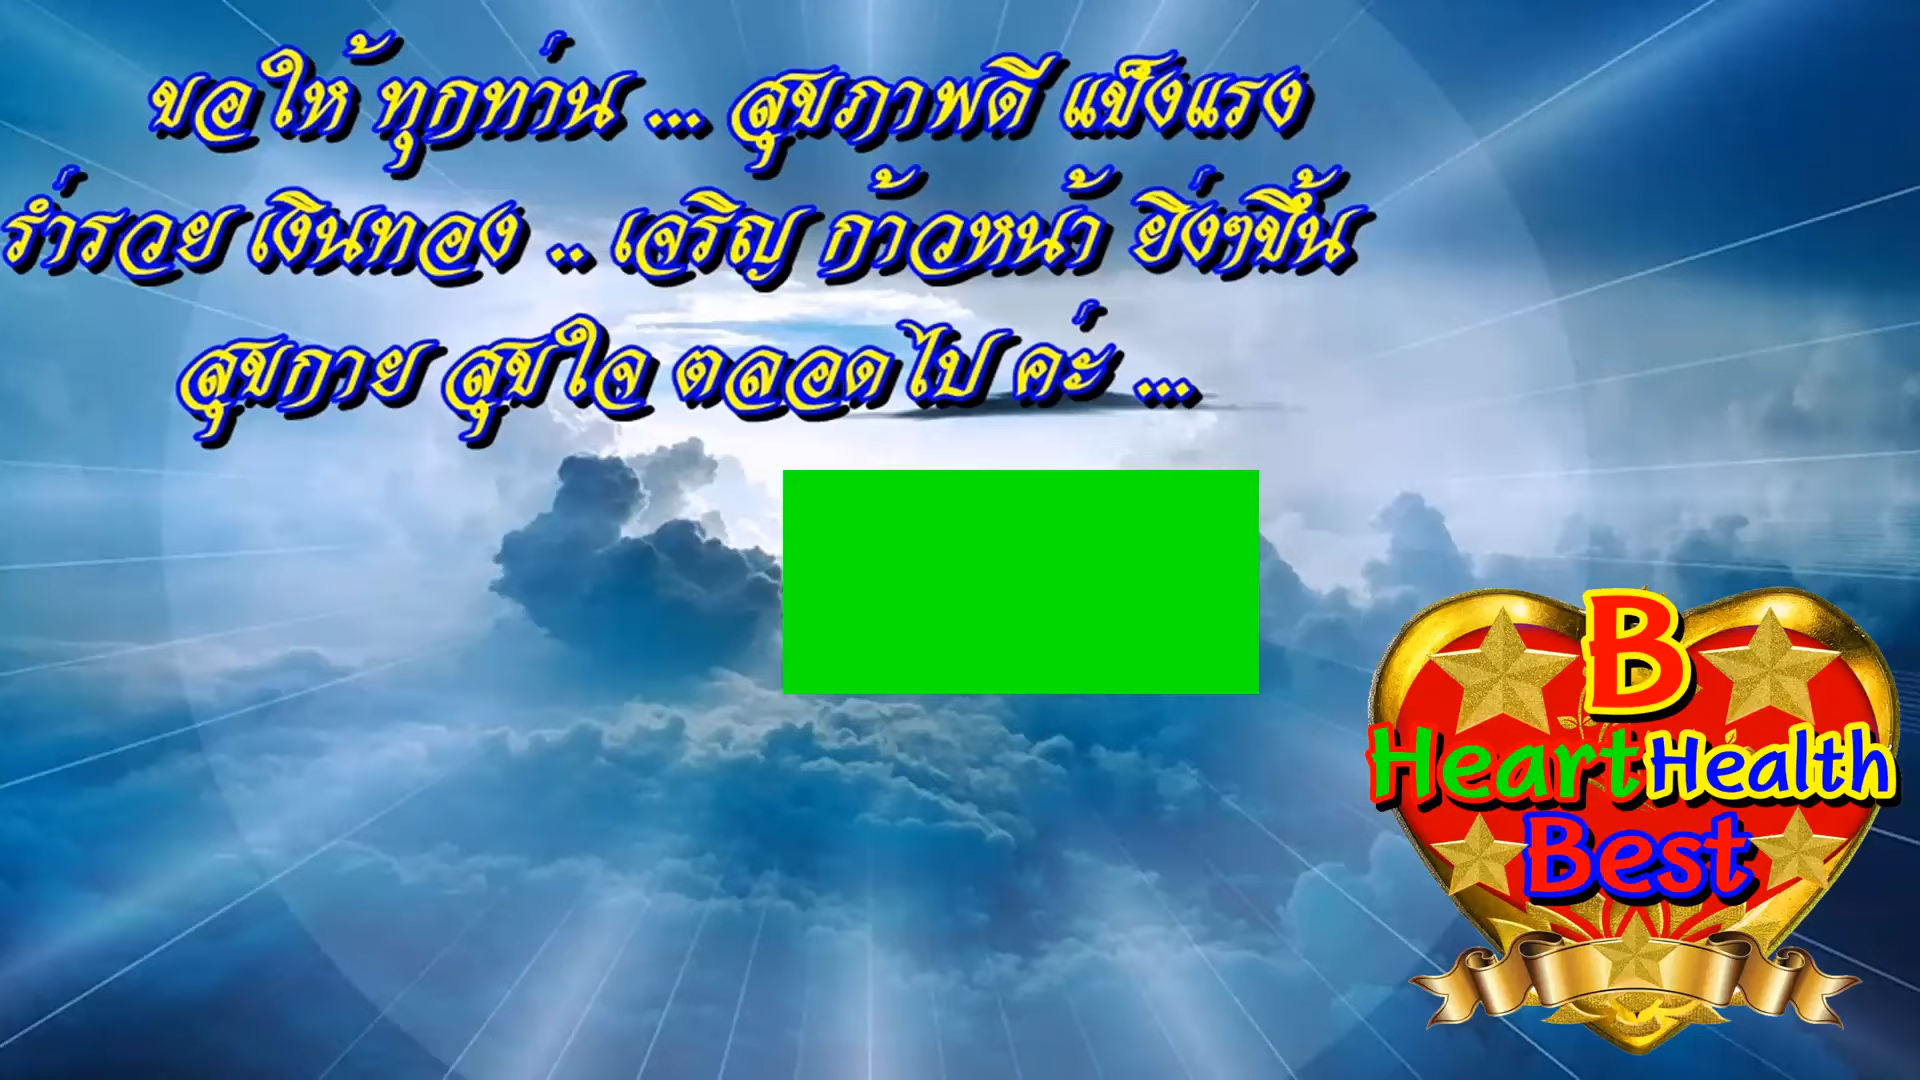 ขอให้ ทุกท่าน ... สุขภาพดี แข็งแรง
ร่ำรวย เงินทอง .. เจริญ ก้าวหน้า ยิ่งๆขึ้น
สุขกาย สุขใจ ตลอดไป ค่ะ ...
B
Heart Health
Best